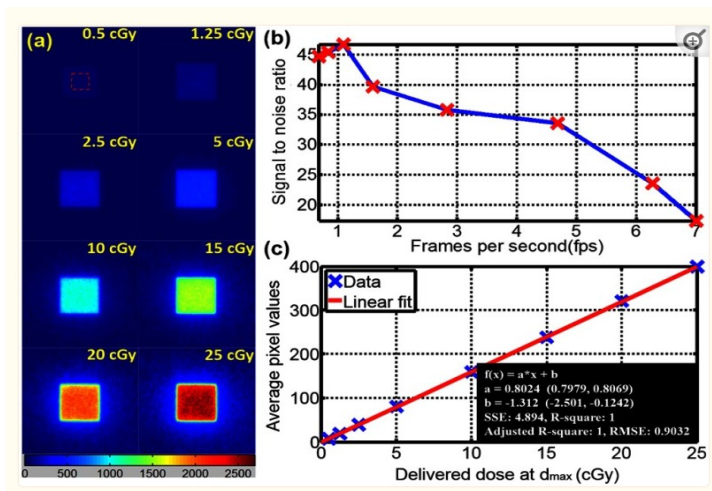 (a)
0.5 cGy 1.25 cGy
2.5 cGy 5 cGy
10 cGy 15 cGy
20 cGy 25 cGy
0 500 1000 1500 2000 2500
(b)
Signal to noise ratio
45
40
35
30
25
20
1 2 3 4 5 6 7
Frames per second(fps)
(c)
Average pixel values
400
300
200
100
0
Data
Linear fit
f(x) = a*x + b
a = 0.8024 (0.7979, 0.8069)
b = -1.312 (-2.501, -0.1242)
SSE: 4.894, R-square: 1
Adjusted R-square: 1, RMSE: 0.9032
0 5 10 15 20 25
Delivered dose at dmax (cGy)